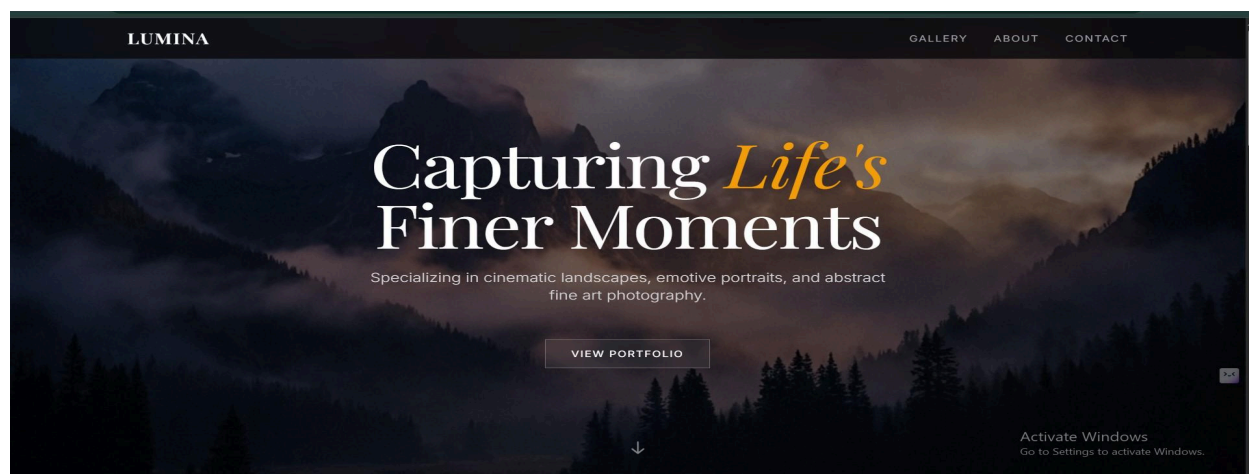 LUMINA
GALLERY ABOUT CONTACT
Capturing Life's
Finer Moments
Specializing in cinematic landscapes, emotive portraits, and abstract
fine art photography.
VIEW PORTFOLIO
Activate Windows
Go to Settings to activate Windows.